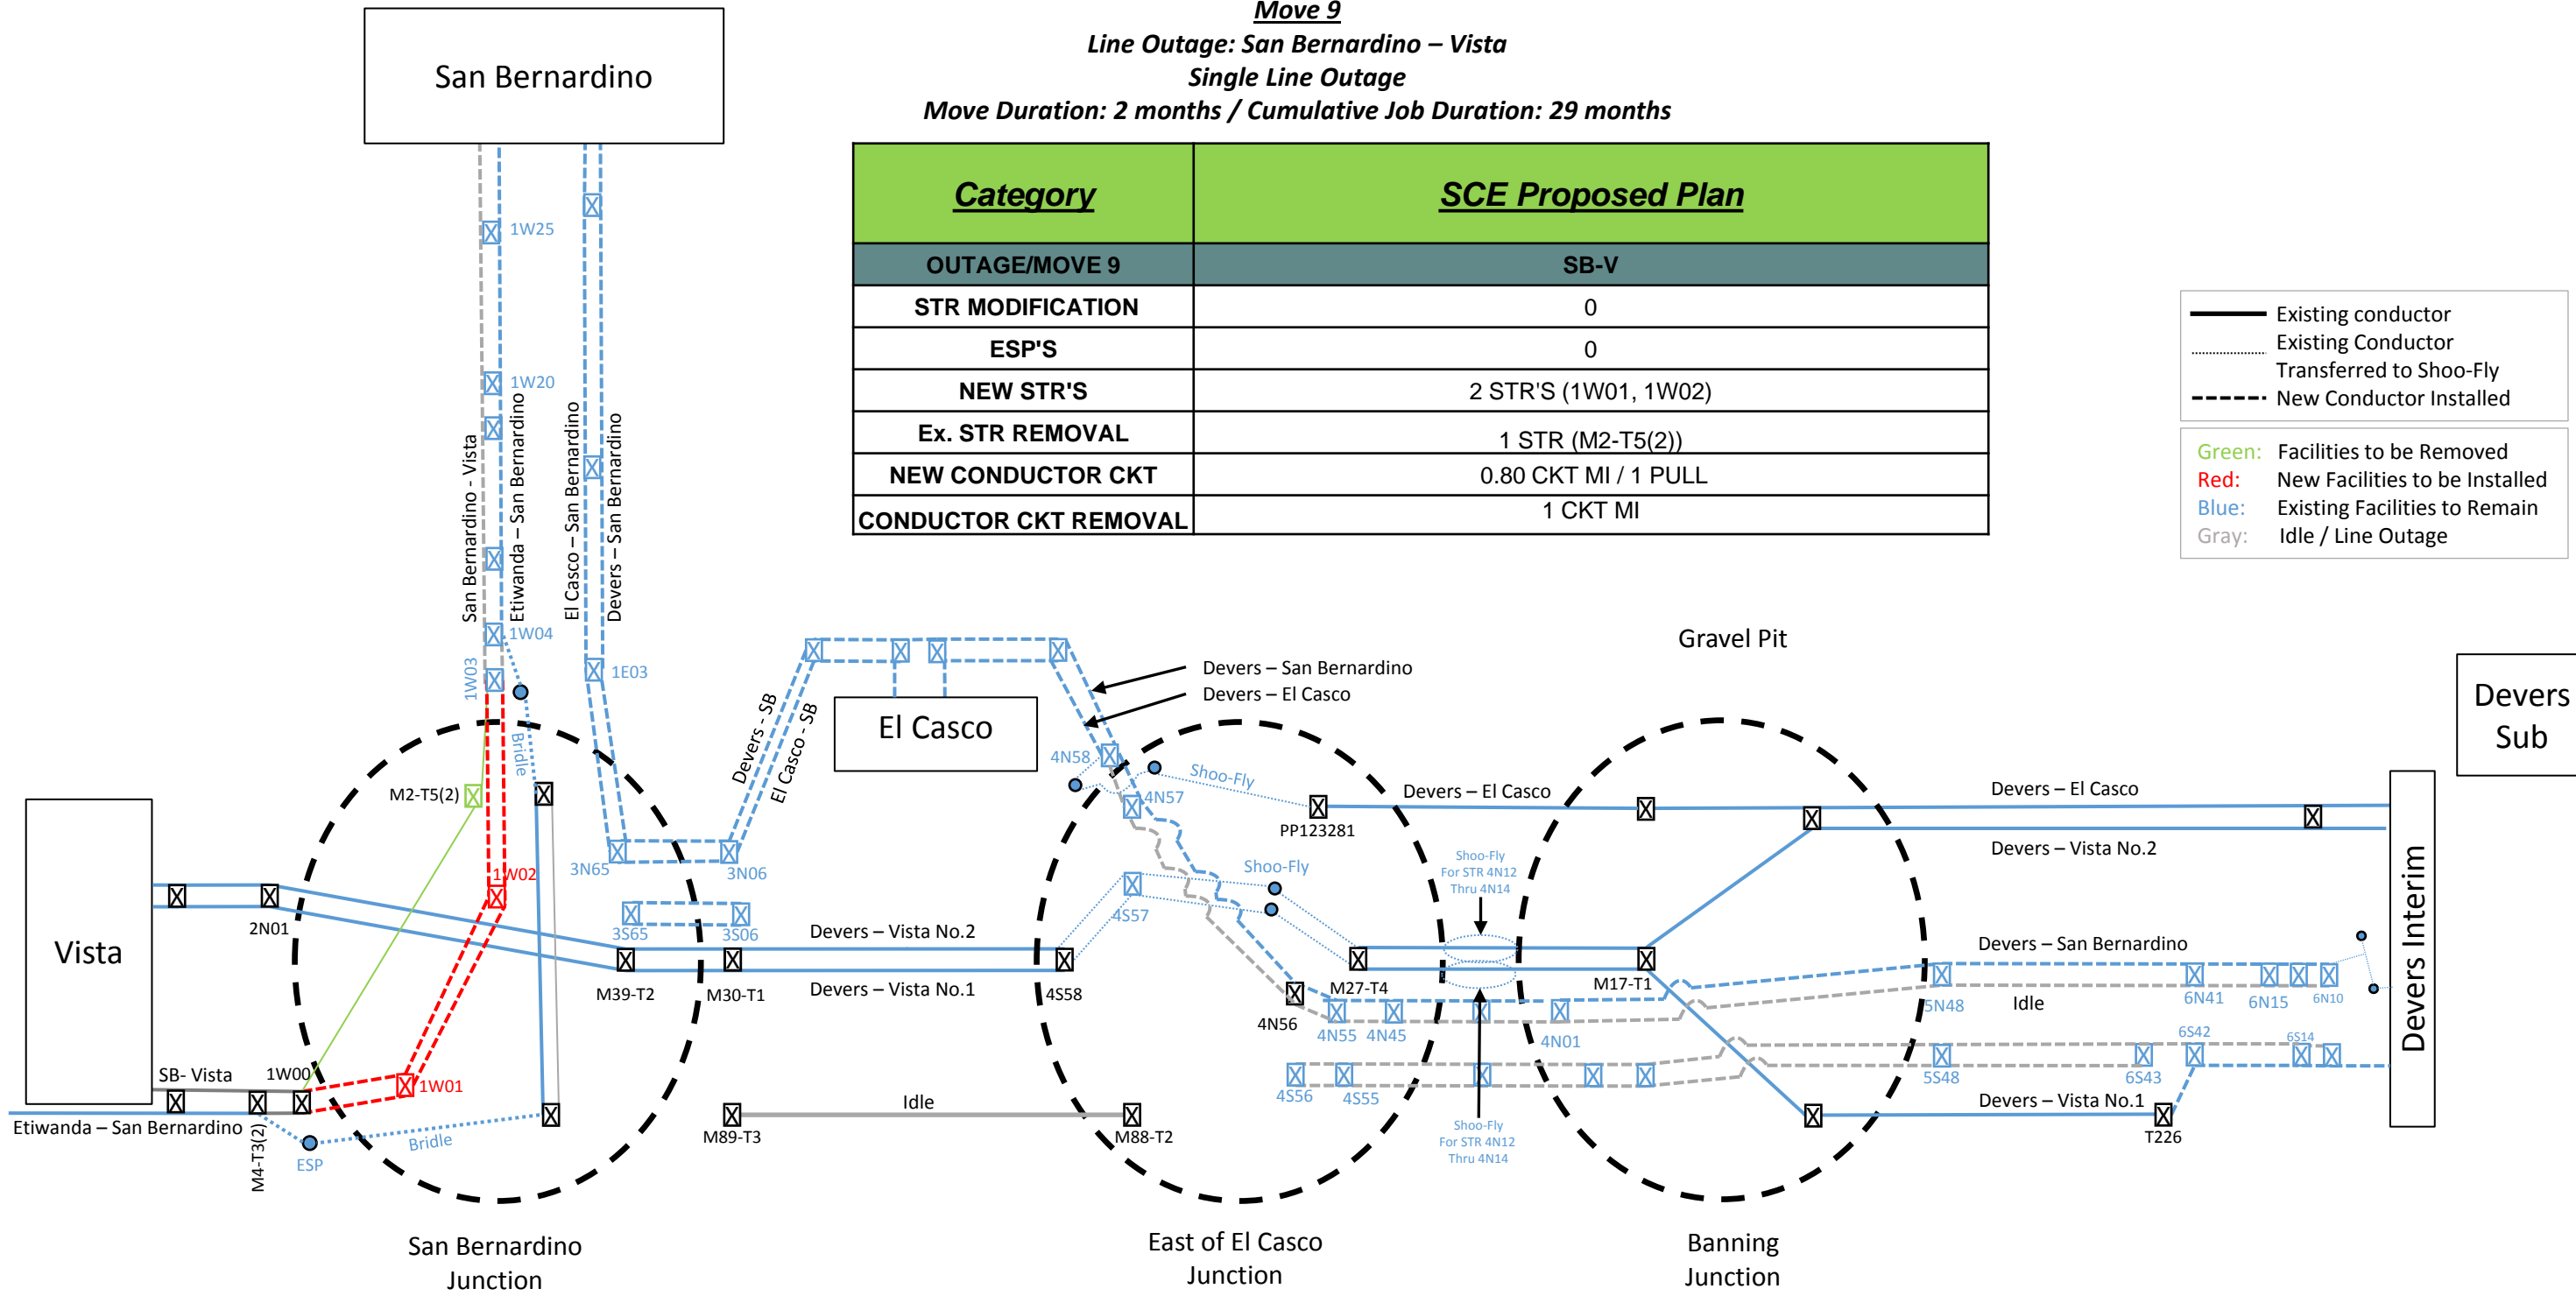 Move 9
Line Outage: San Bernardino – Vista
Single Line Outage
Move Duration: 2 months / Cumulative Job Duration: 29 months
San Bernardino
Category
SCE Proposed Plan
OUTAGE/MOVE 9
SB-V
STR MODIFICATION
0
ESP'S
0
NEW STR'S
2 STR'S (1W01, 1W02)
Ex. STR REMOVAL
1 STR (M2-T5(2))
NEW CONDUCTOR CKT
0.80 CKT MI / 1 PULL
CONDUCTOR CKT REMOVAL
1 CKT MI
Existing conductor
Existing Conductor
Transferred to Shoo-Fly
New Conductor Installed
Green: Facilities to be Removed
Red: New Facilities to be Installed
Blue: Existing Facilities to Remain
Gray: Idle / Line Outage
1W25
1W20
San Bernardino - Vista
Etiwanda – San Bernardino
El Casco – San Bernardino
Devers – San Bernardino
1W04
1W03
1E03
Bridle
M2-T5(2)
1W02
Vista
2N01
SB- Vista
1W00
1W01
Etiwanda – San Bernardino
M4-T3(2)
ESP
Bridle
San Bernardino
Junction
3N65
3N06
3S65
3S06
M39-T2
M30-T1
Devers – Vista No.2
Devers – Vista No.1
Devers - SB
El Casco - SB
El Casco
Devers – San Bernardino
Devers – El Casco
4N58
4N57
Shoo-Fly
PP123281
4S57
Shoo-Fly
4S58
M27-T4
4N56
4N55
4N45
4S56
4S55
Idle
M89-T3
M88-T2
East of El Casco
Junction
Shoo-Fly
For STR 4N12
Thru 4N14
Shoo-Fly
For STR 4N12
Thru 4N14
Gravel Pit
Devers – El Casco
M17-T1
4N01
Banning
Junction
Devers – El Casco
Devers – Vista No.2
Devers – San Bernardino
Idle
5N48
6N41
6N15
6N10
5S48
6S43
6S42
6S14
Devers – Vista No.1
T226
Devers
Sub
Devers Interim